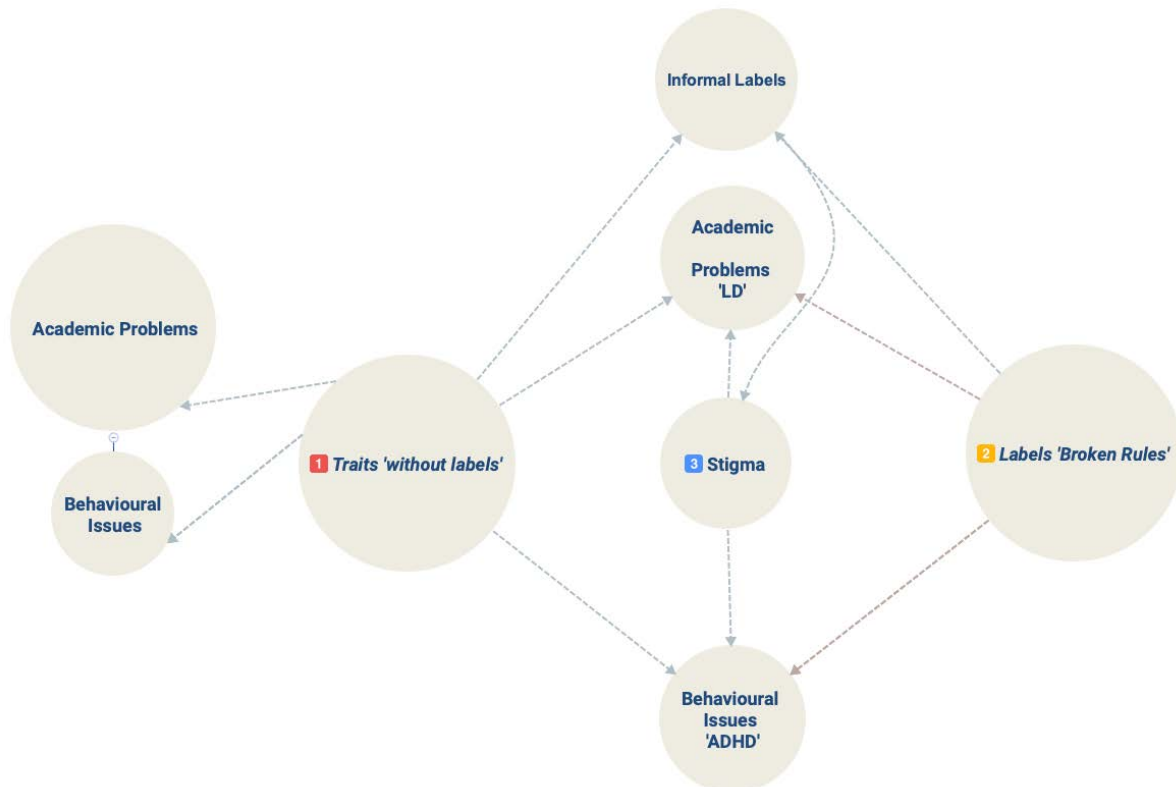 Informal Labels
Academic
Problems
'LD'
Academic Problems
1 Traits 'without labels'
3 Stigma
2 Labels 'Broken Rules'
Behavioural
Issues
Behavioural
Issues
'ADHD'